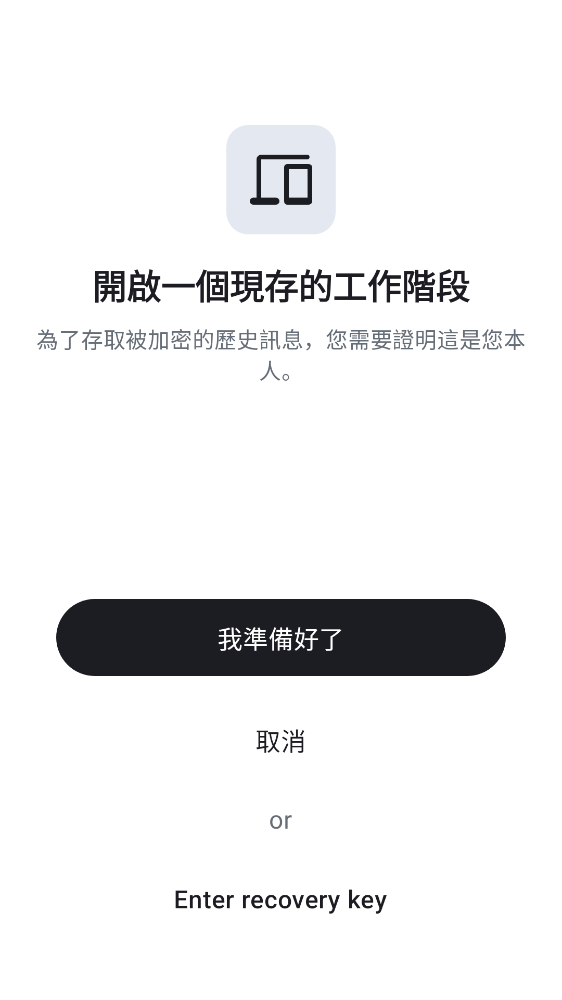 開啟一個現存的工作階段
為了存取被加密的歷史訊息，您需要證明這是您本
人。
我準備好了
取消
or
Enter recovery key